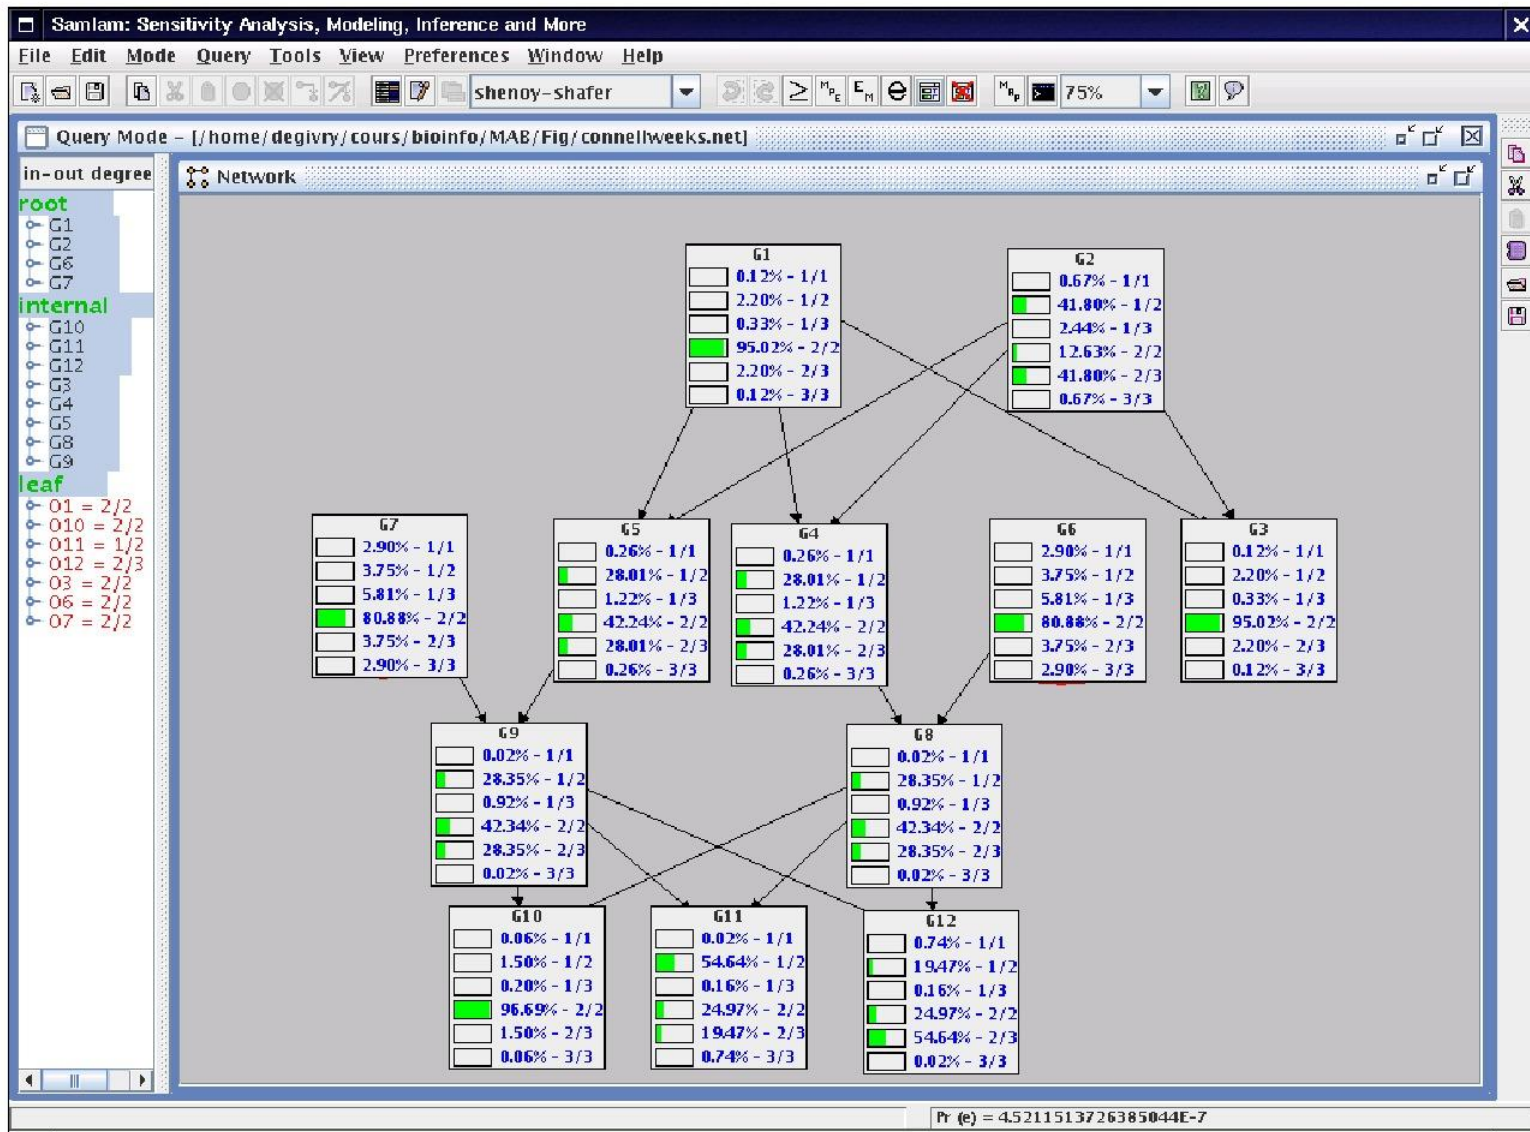 Samlam: Sensitivity Analysis, Modeling, Inference and More
File Edit Mode Query Tools View Preferences Window Help
shenoy-shafer
75%
Query Mode – [/home/degivry/cours/bioinfo/MAB/Fig/connellweeks.net]
in-out degree
root
G1
G2
G6
G7
internal
G10
G11
G12
G3
G4
G5
G8
G9
leaf
O1 = 2/2
O10 = 2/2
O11 = 1/2
O12 = 2/3
O3 = 2/2
O6 = 2/2
O7 = 2/2
Network
G1
0.12% - 1/1
2.20% - 1/2
0.33% - 1/3
95.02% - 2/2
2.20% - 2/3
0.12% - 3/3
G2
0.67% - 1/1
41.80% - 1/2
2.44% - 1/3
12.63% - 2/2
41.80% - 2/3
0.67% - 3/3
G7
2.90% - 1/1
3.75% - 1/2
5.81% - 1/3
80.88% - 2/2
3.75% - 2/3
2.90% - 3/3
G5
0.26% - 1/1
28.01% - 1/2
1.22% - 1/3
42.24% - 2/2
28.01% - 2/3
0.26% - 3/3
G4
0.26% - 1/1
28.01% - 1/2
1.22% - 1/3
42.24% - 2/2
28.01% - 2/3
0.26% - 3/3
G6
2.90% - 1/1
3.75% - 1/2
5.81% - 1/3
80.88% - 2/2
3.75% - 2/3
2.90% - 3/3
G3
0.12% - 1/1
2.20% - 1/2
0.33% - 1/3
95.02% - 2/2
2.20% - 2/3
0.12% - 3/3
G9
0.02% - 1/1
28.35% - 1/2
0.92% - 1/3
42.34% - 2/2
28.35% - 2/3
0.02% - 3/3
G8
0.02% - 1/1
28.35% - 1/2
0.92% - 1/3
42.34% - 2/2
28.35% - 2/3
0.02% - 3/3
G10
0.06% - 1/1
1.50% - 1/2
0.20% - 1/3
96.69% - 2/2
1.50% - 2/3
0.06% - 3/3
G11
0.02% - 1/1
54.64% - 1/2
0.16% - 1/3
24.97% - 2/2
19.47% - 2/3
0.74% - 3/3
G12
0.74% - 1/1
19.47% - 1/2
0.16% - 1/3
24.97% - 2/2
54.64% - 2/3
0.02% - 3/3
Pr (e) = 4.5211513726385044E-7